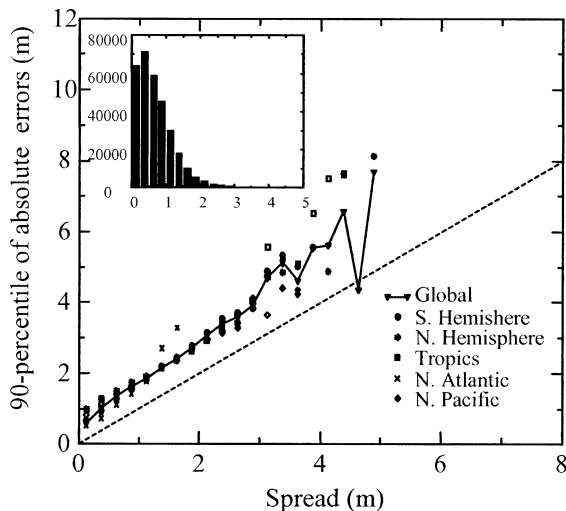 12
10
8
6
4
2
0
90-percentile of absolute errors (m)
80000
60000
40000
20000
0
0 1 2 3 4 5
Global
S. Hemishere
N. Hemisphere
Tropics
N. Atlantic
N. Pacific
0 2 4 6 8
Spread (m)